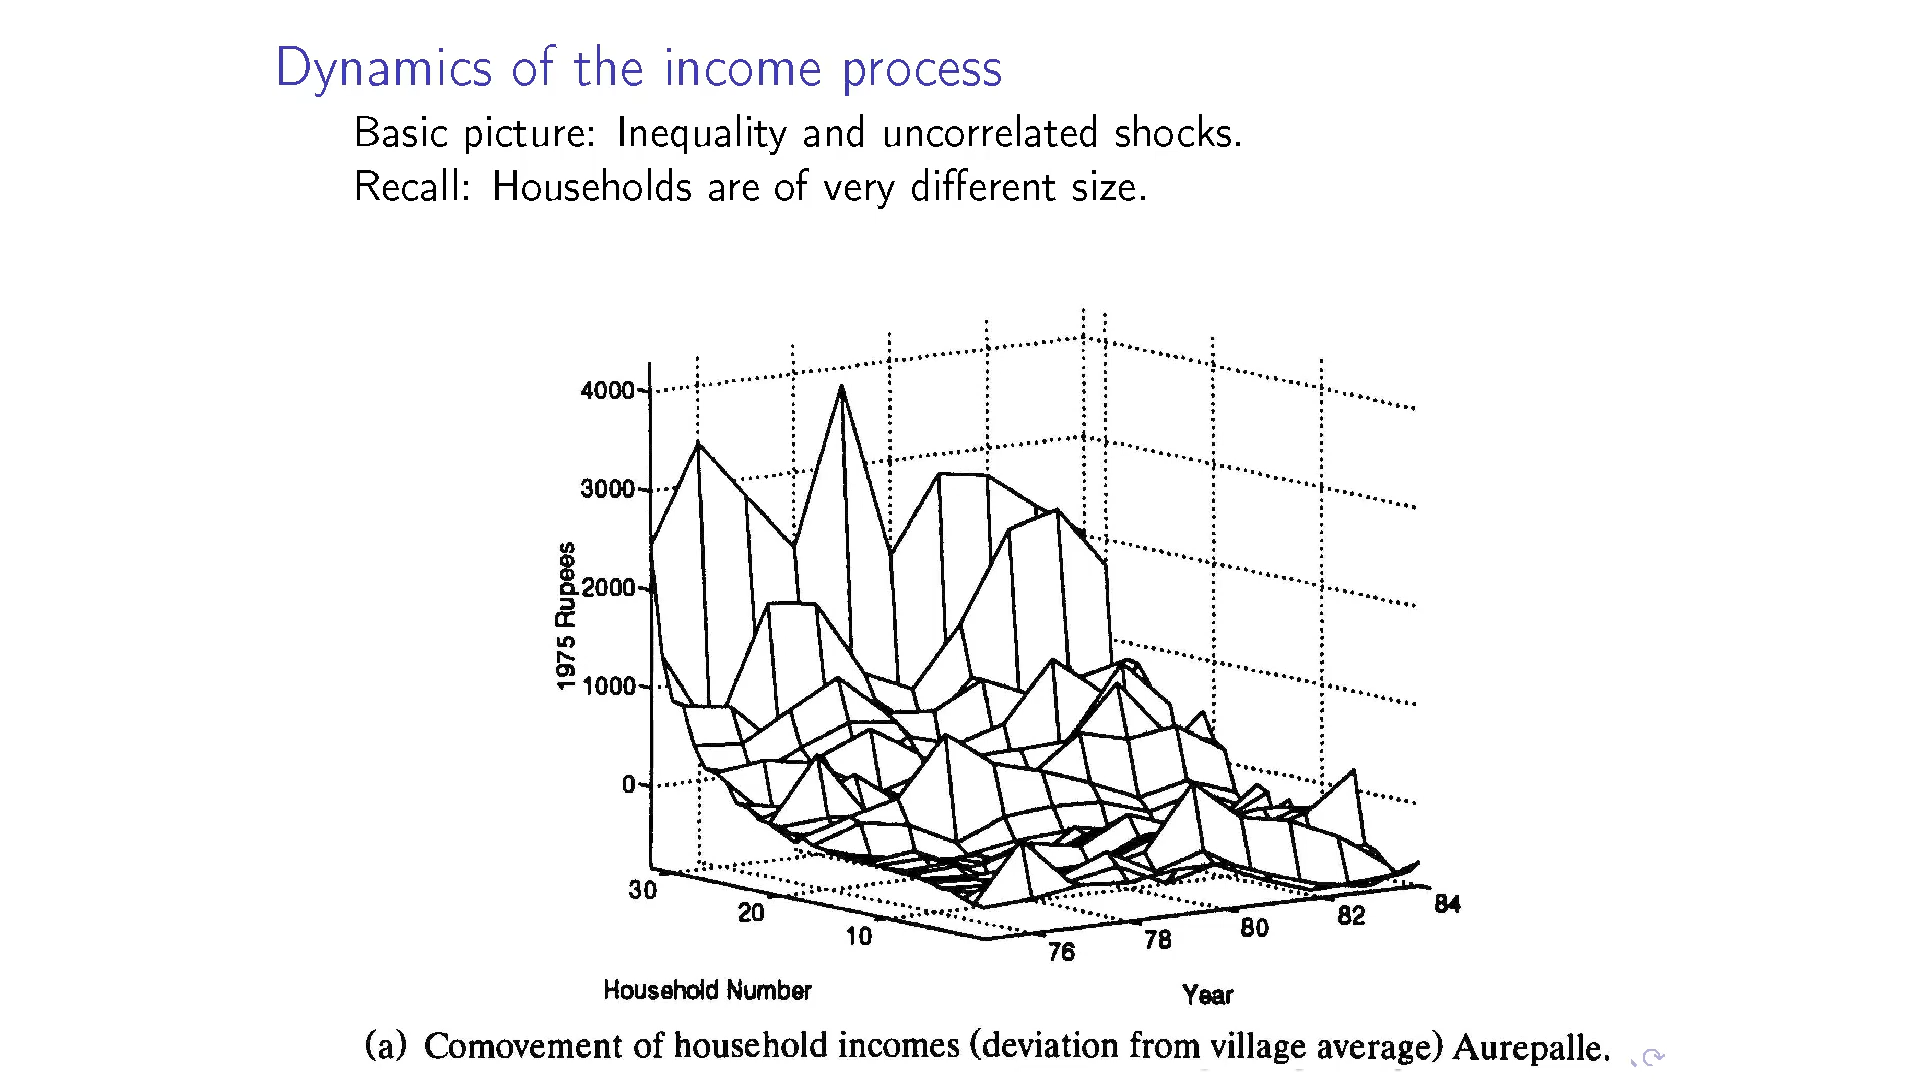 Dynamics of the income process
Basic picture: Inequality and uncorrelated shocks.
Recall: Households are of very different size.
4000
3000
2000
1000
0
1975 Rupees
30
20
10
76
78
80
82
84
Household Number
Year
(a) Comovement of household incomes (deviation from village average) Aurepalle.